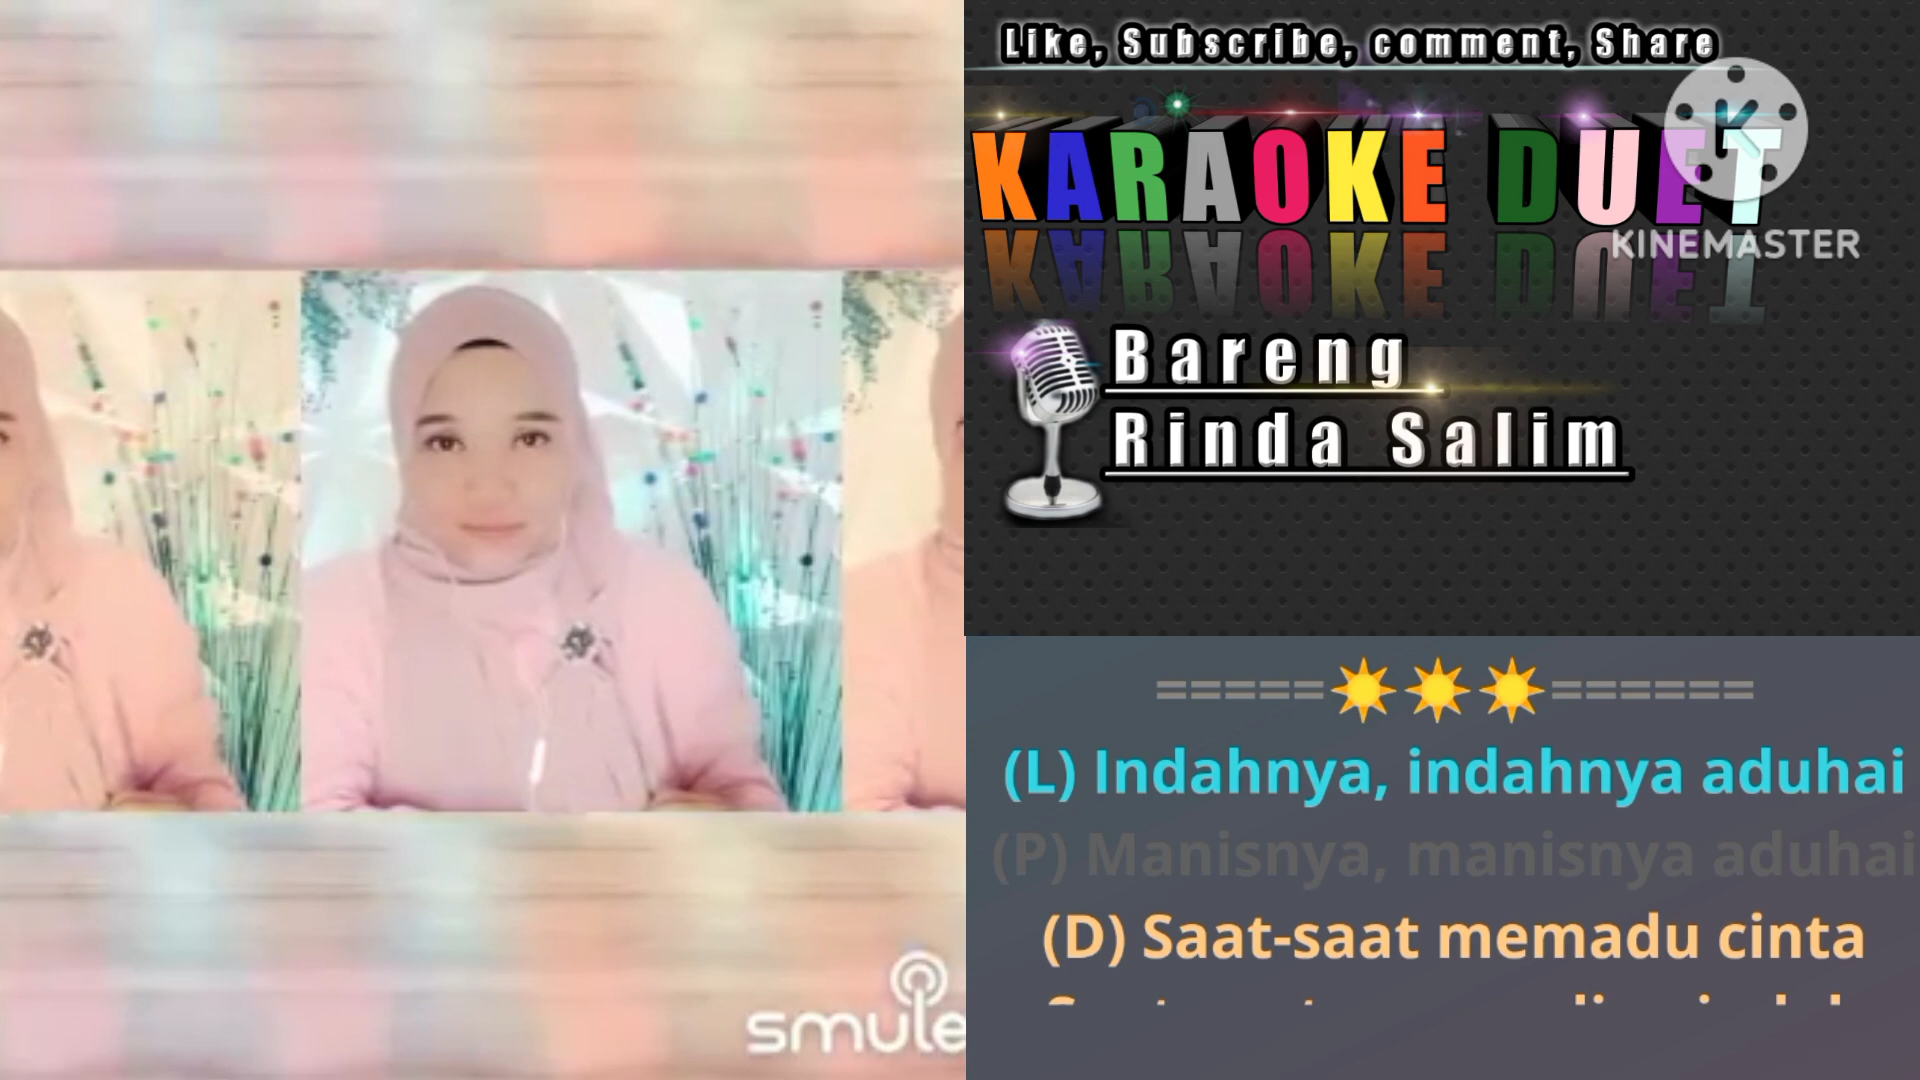 Like, Subscribe, comment, Share
KARAOKE DUET
KINEMASTER
Bareng
Rinda Salim
=====☀☀☀======
(L) Indahnya, indahnya aduhai
(P) Manisnya, manisnya aduhai
(D) Saat-saat memadu cinta
smule